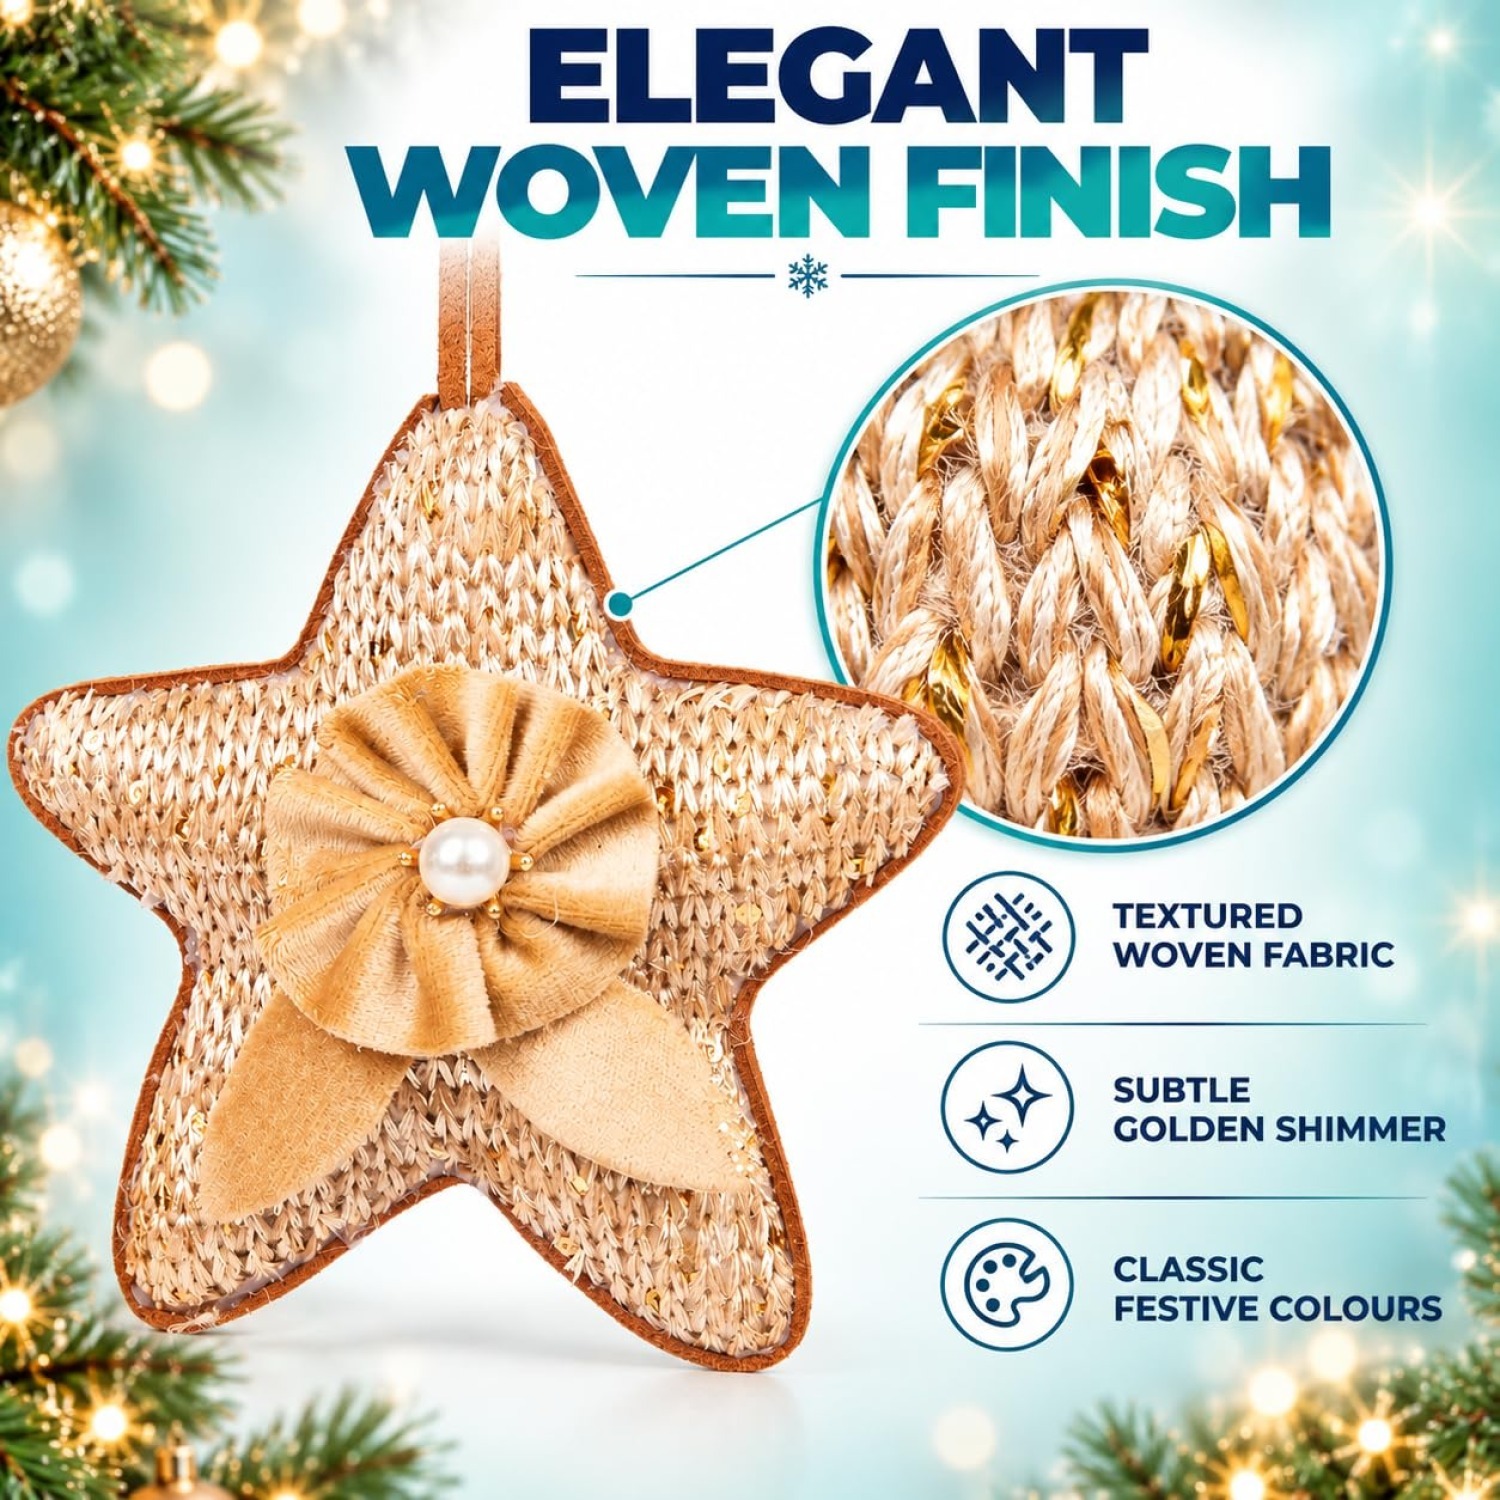 ELEGANT
WOVEN FINISH
TEXTURED
WOVEN FABRIC
SUBTLE
GOLDEN SHIMMER
CLASSIC
FESTIVE COLOURS